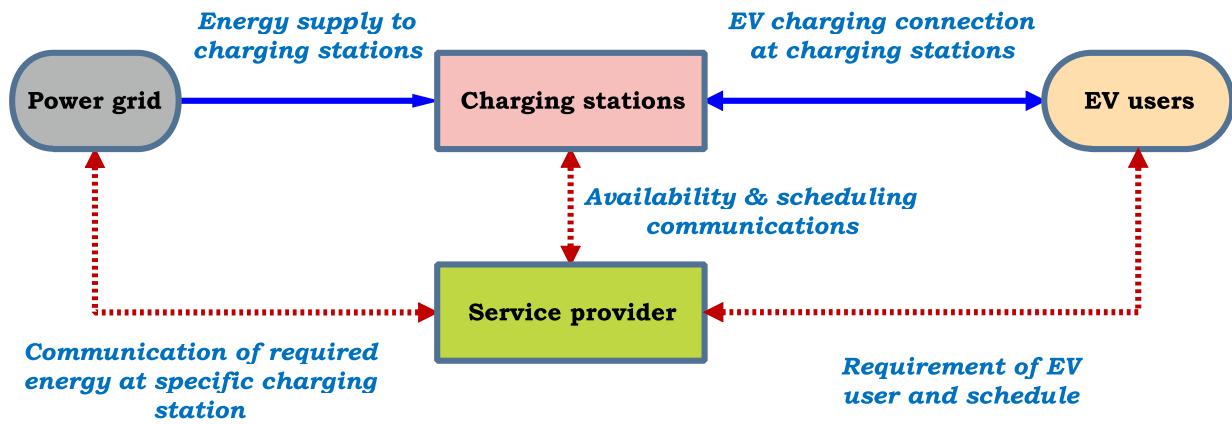 Energy supply to
charging stations
EV charging connection
at charging stations
Power grid
Charging stations
EV users
Availability & scheduling
communications
Service provider
Communication of required
energy at specific charging
station
Requirement of EV
user and schedule